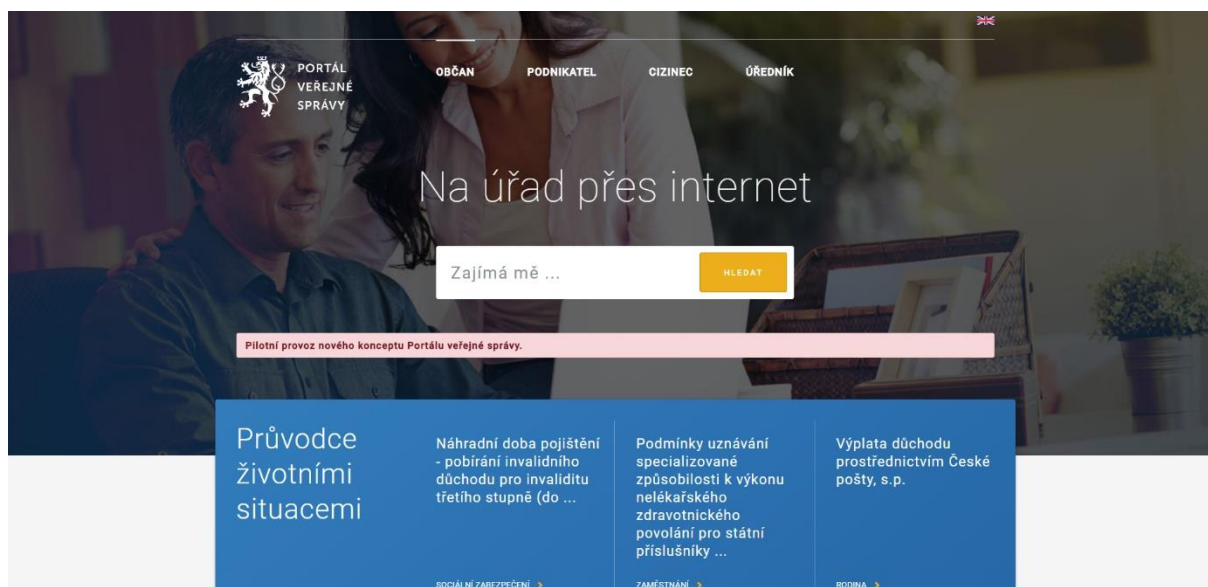 PORTÁL
VEŘEJNÉ
SPRÁVY
OBČAN
PODNIKATEL
CIZINEC
ÚŘEDNÍK
Na úřad přes internet
Zajímá mě ...
HLEDAT
Pilotní provoz nového konceptu Portálu veřejné správy.
Průvodce
životními
situacemi
Náhradní doba pojištění
- pobírání invalidního
důchodu pro invaliditu
třetího stupně (do ...
SOCIÁLNÍ ZABEZPEČENÍ
Podmínky uznávání
specializované
způsobilosti k výkonu
nelékařského
zdravotnického
povolání pro státní
příslušníky ...
ZAMĚSTNÁNÍ
Výplata důchodu
prostřednictvím České
pošty, s.p.
RODINA